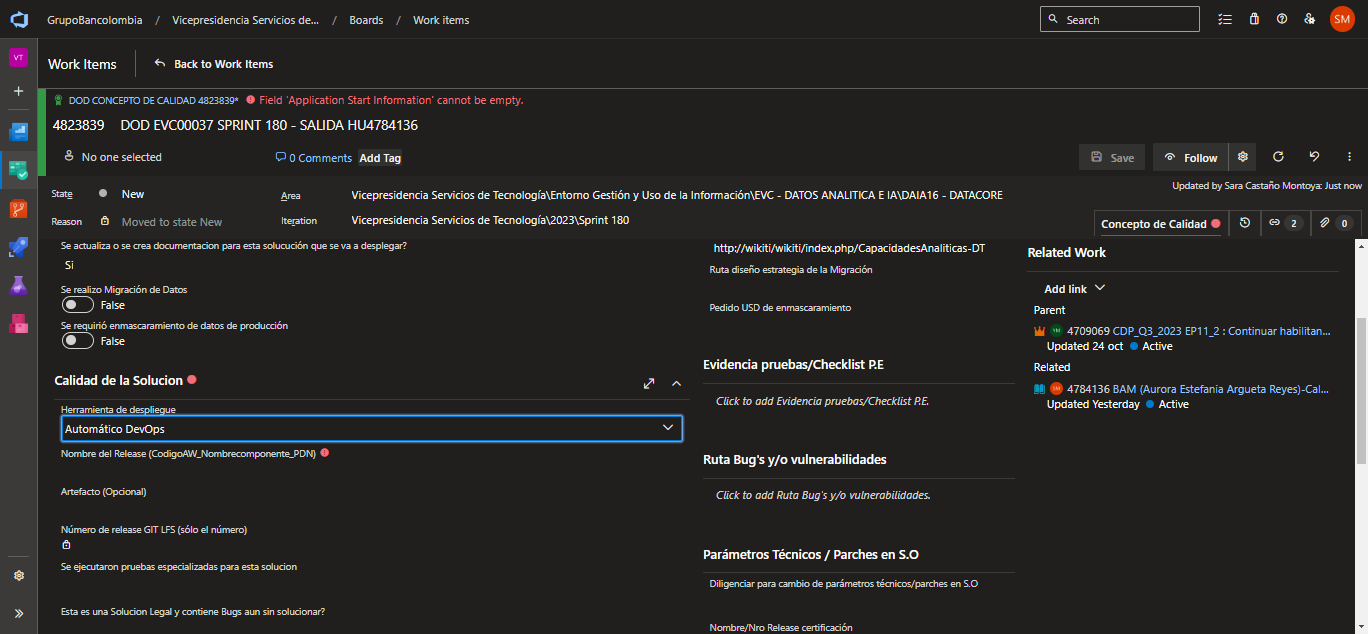 GrupoBancolombia / Vicepresidencia Servicios de... / Boards / Work items
Search
SM
VT
Work Items
Back to Work Items
DOD CONCEPTO DE CALIDAD 4823839* Field 'Application Start Information' cannot be empty.
4823839 DOD EVC00037 SPRINT 180 - SALIDA HU4784136
No one selected
0 Comments
Add Tag
Save
Follow
State
New
Area
Vicepresidencia Servicios de Tecnología\Entorno Gestión y Uso de la Información\EVC - DATOS ANALITICA E IA\DAIA16 - DATACORE
Updated by Sara Castaño Montoya: Just now
Reason
Moved to state New
Iteration
Vicepresidencia Servicios de Tecnología\2023\Sprint 180
Concepto de Calidad
2
0
Se actualiza o se crea documentacion para esta solucución que se va a desplegar?
Si
Se realizo Migración de Datos
False
Se requirió enmascaramiento de datos de producción
False
Calidad de la Solucion
Herramienta de despliegue
Automático DevOps
Nombre del Release (CodigoAW_Nombrecomponente_PDN)
Artefacto (Opcional)
Número de release GIT LFS (sólo el número)
Se ejecutaron pruebas especializadas para esta solucion
Esta es una Solucion Legal y contiene Bugs aun sin solucionar?
http://wikiti/wikiti/index.php/CapacidadesAnaliticas-DT
Ruta diseño estrategia de la Migración
Pedido USD de enmascaramiento
Evidencia pruebas/Checklist P.E
Click to add Evidencia pruebas/Checklist P.E.
Ruta Bug's y/o vulnerabilidades
Click to add Ruta Bug's y/o vulnerabilidades.
Parámetros Técnicos / Parches en S.O
Diligenciar para cambio de parámetros técnicos/parches en S.O
Nombre/Nro Release certificación
Related Work
Add link
Parent
4709069 CDP_Q3_2023 EP11_2 : Continuar habilitan...
Updated 24 oct Active
Related
SM
4784136 BAM (Aurora Estefania Argueta Reyes)-Cal...
Updated Yesterday Active